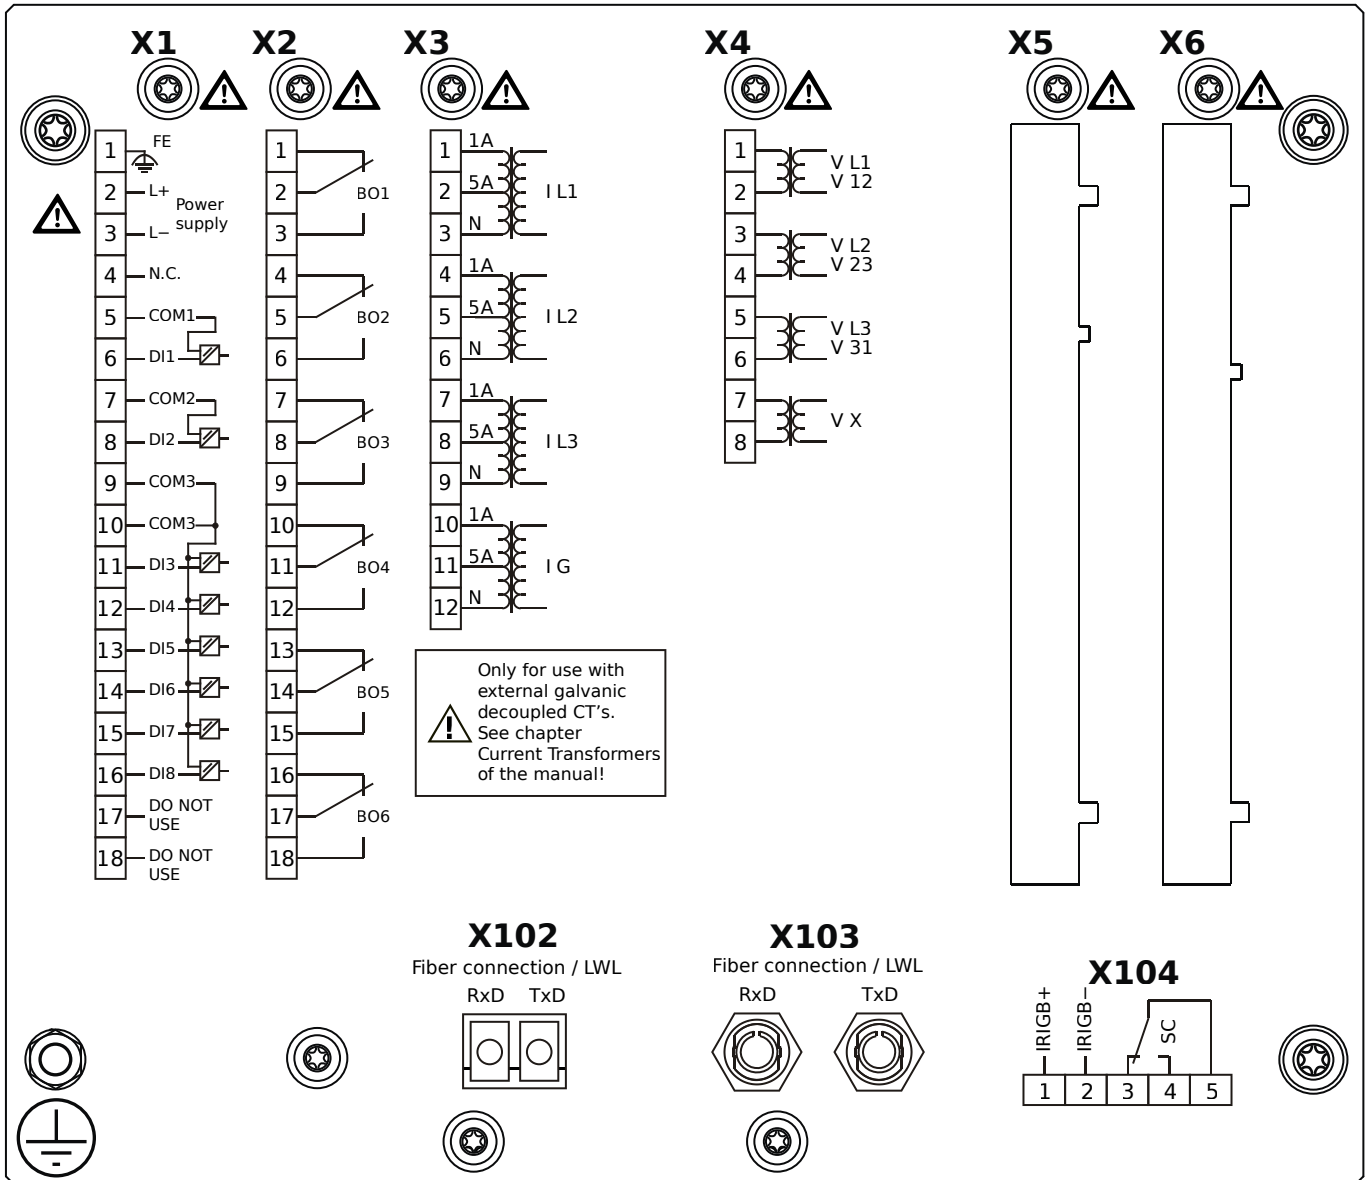 X1 X2 X3 X4 X5 X6
1 FE
2 L+
Power
supply
3 L−
4 N.C.
5 COM1
6 DI1
7 COM2
8 DI2
9 COM3
10 COM3
11 DI3
12 DI4
13 DI5
14 DI6
15 DI7
16 DI8
17 DO NOT
USE
18 DO NOT
USE
1
2 BO1
3
4
5 BO2
6
7
8 BO3
9
10
11 BO4
12
13
14 BO5
15
16
17 BO6
18
1 1A
2 5A I L1
3 N
4 1A
5 5A I L2
6 N
7 1A
8 5A I L3
9 N
10 1A
11 5A I G
12 N
Only for use with
external galvanic
decoupled CT's.
See chapter
Current Transformers
of the manual!
1 V L1
2 V 12
3 V L2
4 V 23
5 V L3
6 V 31
7 V X
8
X102
Fiber connection / LWL
RxD TxD
X103
Fiber connection / LWL
RxD TxD
X104
IRIGB+
IRIGB−
SC
1 2 3 4 5